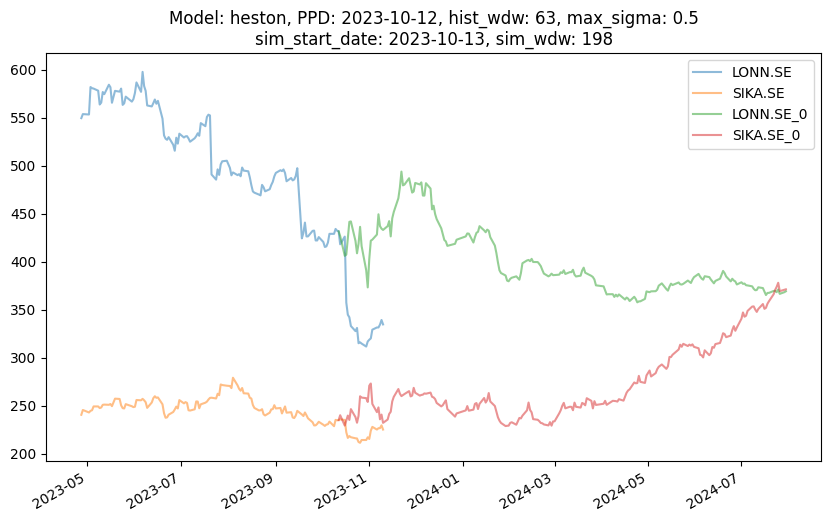 Model: heston, PPD: 2023-10-12, hist_wdw: 63, max_sigma: 0.5
sim_start_date: 2023-10-13, sim_wdw: 198
LONN.SE
SIKA.SE
LONN.SE_0
SIKA.SE_0
600
550
500
450
400
350
300
250
200
2023-05
2023-07
2023-09
2023-11
2024-01
2024-03
2024-05
2024-07